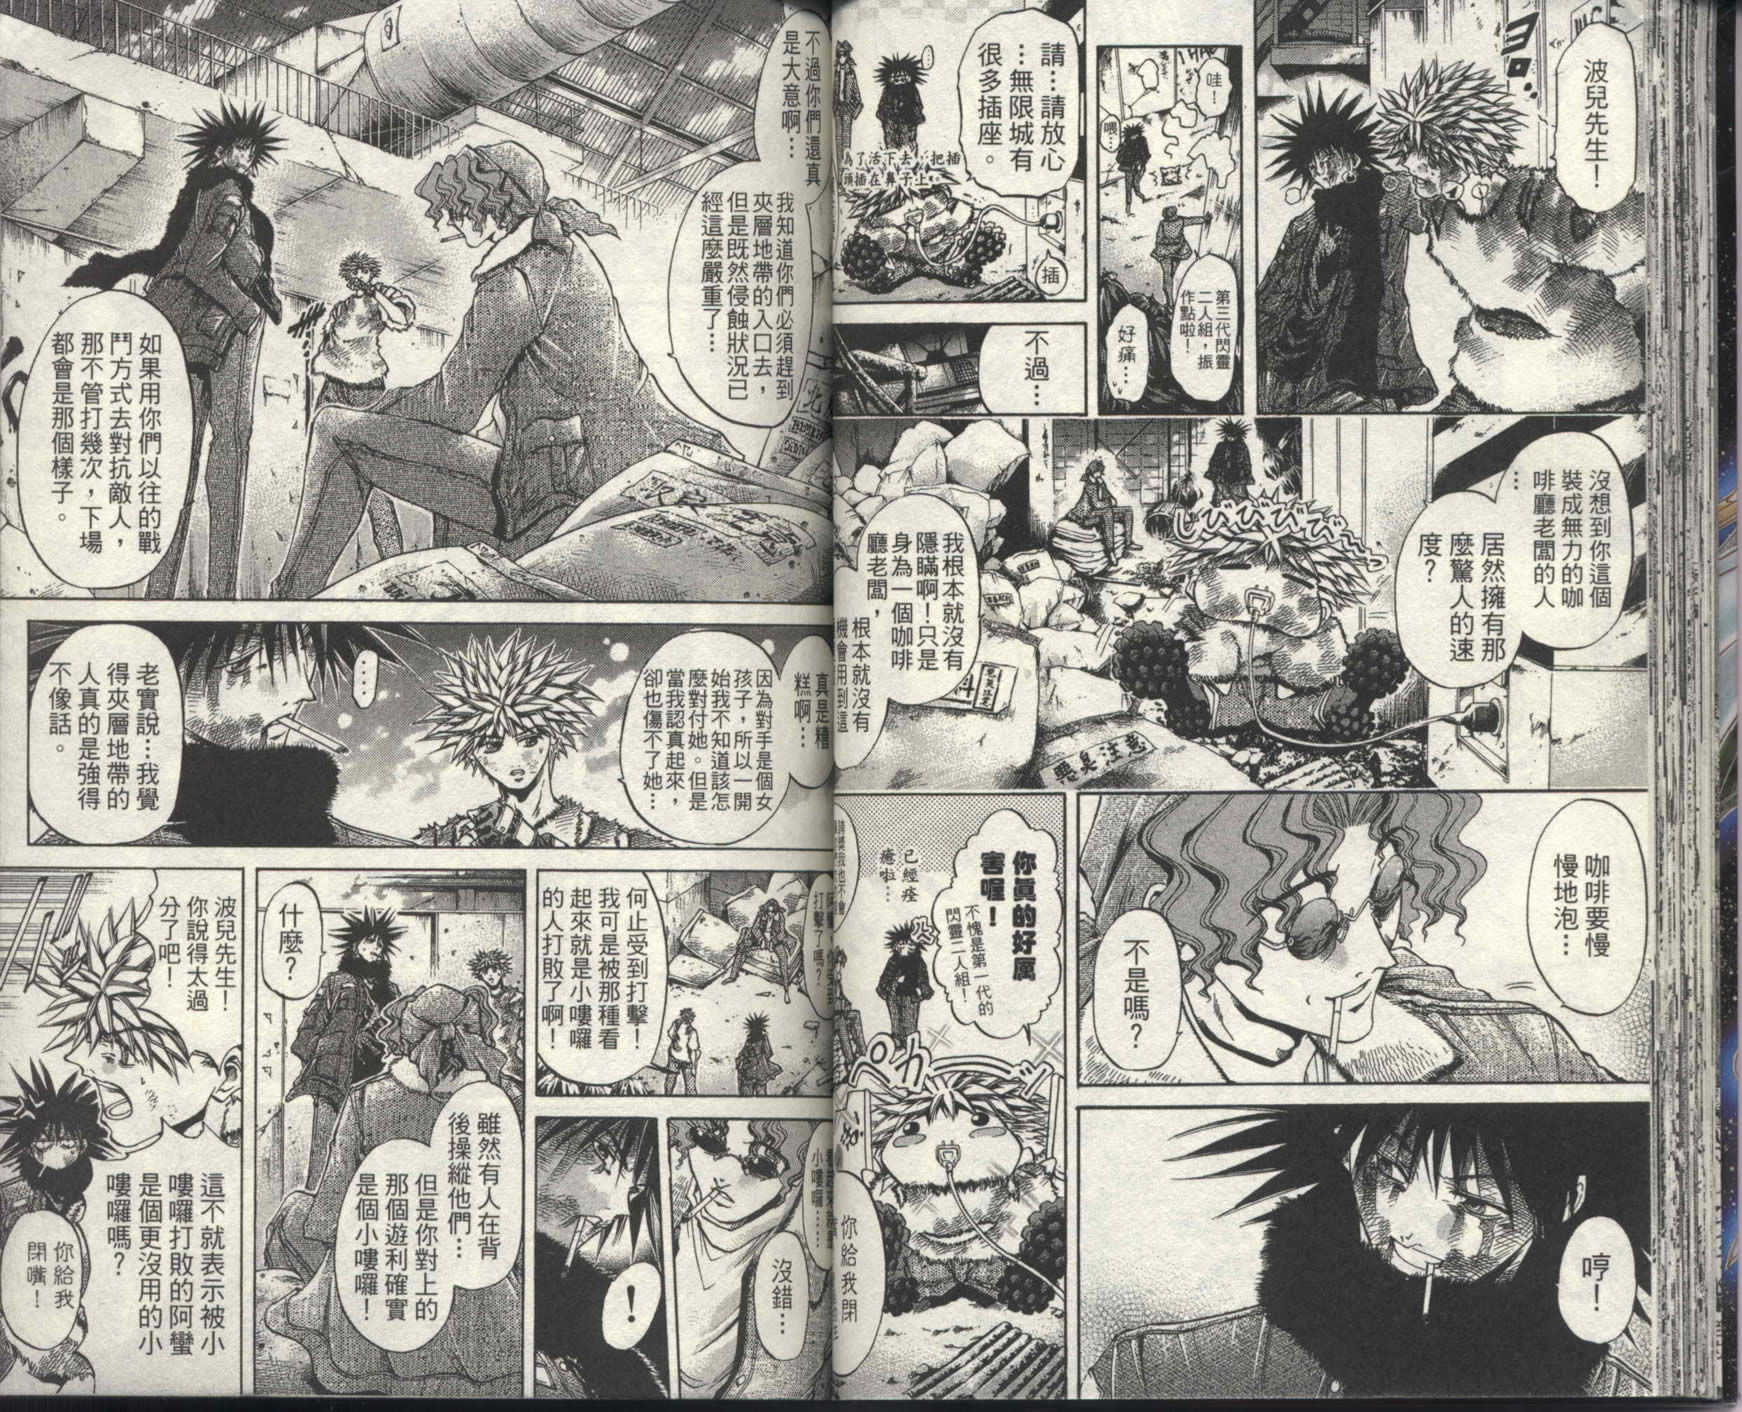 波兒先生！
哇！
喂…
第三代閃靈
二人組，振
作點啦！
好痛…
請…請放心
…無限城有
很多插座。
為了活下去，把插
頭插在鼻子上。
插
不過…
沒想到你這個
裝成無力的咖
啡廳老闆的人
…
居然擁有那
麼驚人的速
度？
しびびびびっ
我根本就沒有
隱瞞啊！只是
身為一個咖啡
廳老闆，
根本就沒有
機會用到這
惡臭注意
咖啡要慢
慢地泡…
不是嗎？
你真的好厲
害喔！
不愧是第一代的
閃靈二人組！
已經痊
癒啦…
你給我閉
哼！
不過你們還真
是大意啊…
我知道你們必須趕到
夾層地帶的入口去，
但是既然侵蝕狀況已
經這麼嚴重了…
如果用你們以往的戰
鬥方式去對抗敵人，
那不管打幾次，下場
都會是那個樣子。
真是糟
糕啊…
因為對手是個女
孩子，所以一開
始我不知道該怎
麼對付她。但是
當我認真起來，
卻也傷不了她…
…
老實說…我覺
得夾層地帶的
人真的是強得
不像話。
打擊了嗎？
何止受到打擊！
我可是被那種看
起來就是小嘍囉
的人打敗了啊！
小嘍囉……
沒錯…
！
雖然有人在背
後操縱他們…
但是你對上的
那個遊利確實
是個小嘍囉！
什麼？
波兒先生！
你說得太過
分了吧！
這不就表示被小
嘍囉打敗的阿蠻
是個更沒用的小
嘍囉嗎？
你給我
閉嘴！